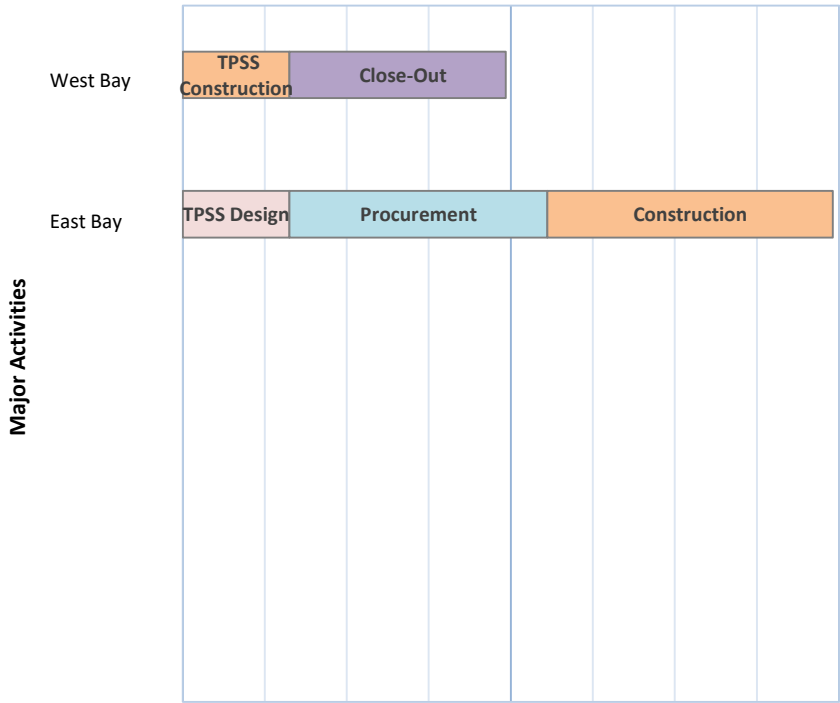 TPSS
Construction
Close-Out
West Bay
TPSS Design
Procurement
Construction
East Bay
Major Activities